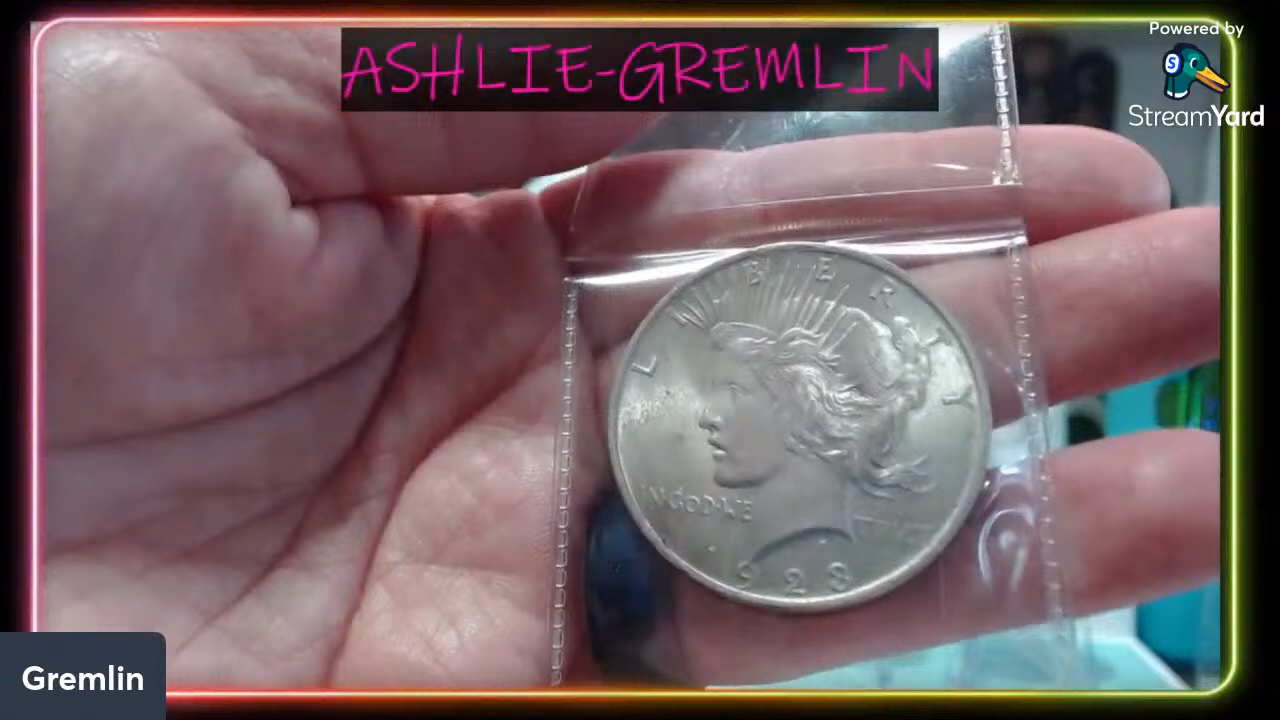 ASHLIE-GREMLIN
Powered by
StreamYard
LIBERTY
IN GOD WE
Gremlin